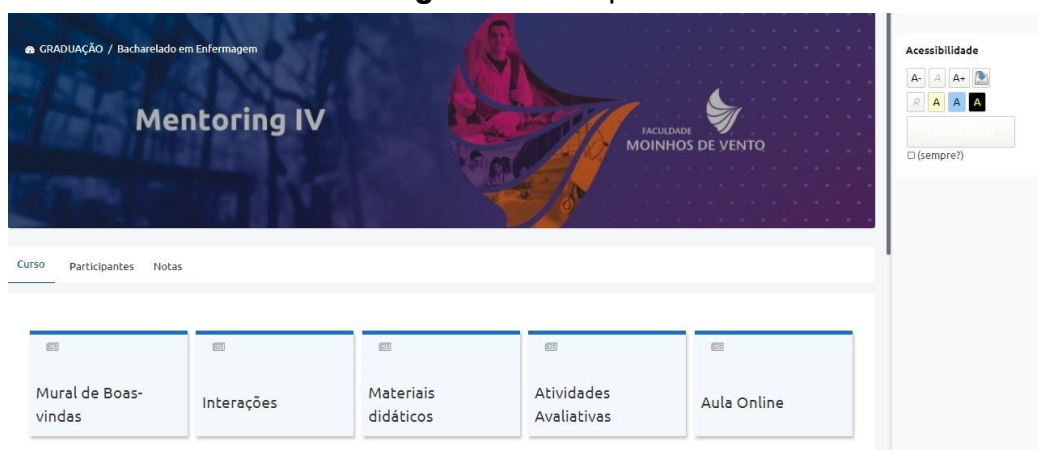 GRADUAÇÃO / Bacharelado em Enfermagem
Mentoring IV
FACULDADE
MOINHOS DE VENTO
Acessibilidade
A- A A+
R A A A
(sempre?)
Curso Participantes Notas
Mural de Boas-
vindas
Interações
Materiais
didáticos
Atividades
Avaliativas
Aula Online